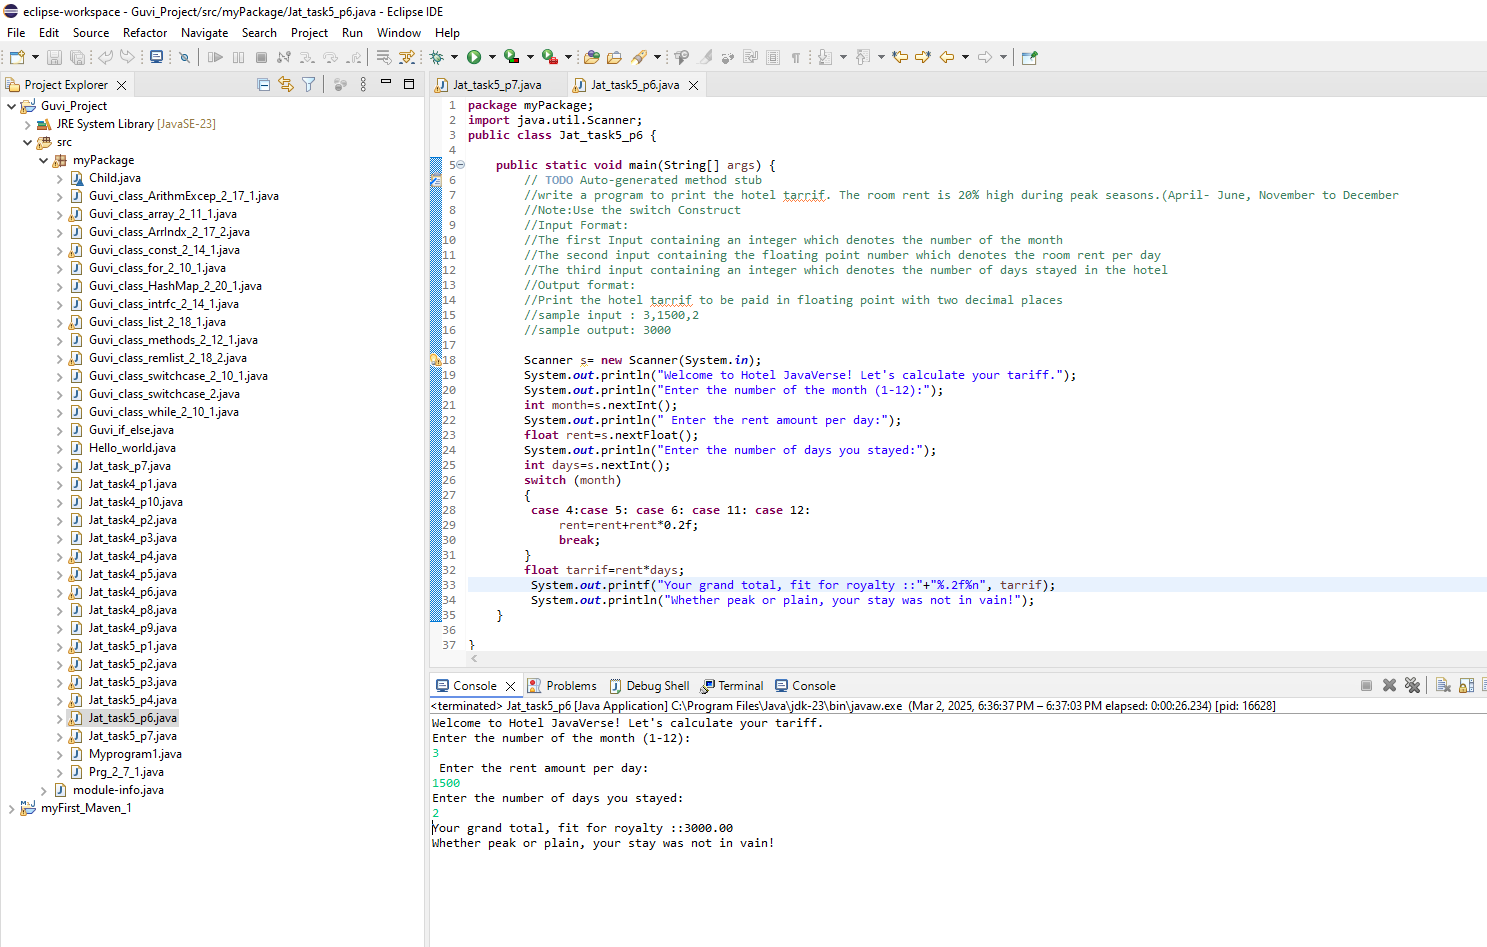 eclipse-workspace - Guvi_Project/src/myPackage/Jat_task5_p6.java - Eclipse IDE
File Edit Source Refactor Navigate Search Project Run Window Help
Project Explorer
Guvi_Project
JRE System Library [JavaSE-23]
src
myPackage
Child.java
Guvi_class_ArithmExcep_2_17_1.java
Guvi_class_array_2_11_1.java
Guvi_class_ArrIndx_2_17_2.java
Guvi_class_const_2_14_1.java
Guvi_class_for_2_10_1.java
Guvi_class_HashMap_2_20_1.java
Guvi_class_intrfc_2_14_1.java
Guvi_class_list_2_18_1.java
Guvi_class_methods_2_12_1.java
Guvi_class_remlist_2_18_2.java
Guvi_class_switchcase_2_10_1.java
Guvi_class_switchcase_2.java
Guvi_class_while_2_10_1.java
Guvi_if_else.java
Hello_world.java
Jat_task_p7.java
Jat_task4_p1.java
Jat_task4_p10.java
Jat_task4_p2.java
Jat_task4_p3.java
Jat_task4_p4.java
Jat_task4_p5.java
Jat_task4_p6.java
Jat_task4_p8.java
Jat_task4_p9.java
Jat_task5_p1.java
Jat_task5_p2.java
Jat_task5_p3.java
Jat_task5_p4.java
Jat_task5_p6.java
Jat_task5_p7.java
Myprogram1.java
Prg_2_7_1.java
module-info.java
myFirst_Maven_1
Jat_task5_p7.java Jat_task5_p6.java
1 package myPackage;
2 import java.util.Scanner;
3 public class Jat_task5_p6 {
4
5 public static void main(String[] args) {
6 // TODO Auto-generated method stub
7 //write a program to print the hotel tarrif. The room rent is 20% high during peak seasons.(April- June, November to December
8 //Note:Use the switch Construct
9 //Input Format:
10 //The first Input containing an integer which denotes the number of the month
11 //The second input containing the floating point number which denotes the room rent per day
12 //The third input containing an integer which denotes the number of days stayed in the hotel
13 //Output format:
14 //Print the hotel tarrif to be paid in floating point with two decimal places
15 //sample input : 3,1500,2
16 //sample output: 3000
17
18 Scanner s= new Scanner(System.in);
19 System.out.println("Welcome to Hotel JavaVerse! Let's calculate your tariff.");
20 System.out.println("Enter the number of the month (1-12):");
21 int month=s.nextInt();
22 System.out.println(" Enter the rent amount per day:");
23 float rent=s.nextFloat();
24 System.out.println("Enter the number of days you stayed:");
25 int days=s.nextInt();
26 switch (month)
27 {
28 case 4:case 5: case 6: case 11: case 12:
29 rent=rent+rent*0.2f;
30 break;
31 }
32 float tarrif=rent*days;
33 System.out.printf("Your grand total, fit for royalty ::"+"%.2f%n", tarrif);
34 System.out.println("Whether peak or plain, your stay was not in vain!");
35 }
36
37 }
Console Problems Debug Shell Terminal Console
<terminated> Jat_task5_p6 [Java Application] C:\Program Files\Java\jdk-23\bin\javaw.exe (Mar 2, 2025, 6:36:37 PM – 6:37:03 PM elapsed: 0:00:26.234) [pid: 16628]
Welcome to Hotel JavaVerse! Let's calculate your tariff.
Enter the number of the month (1-12):
3
Enter the rent amount per day:
1500
Enter the number of days you stayed:
2
Your grand total, fit for royalty ::3000.00
Whether peak or plain, your stay was not in vain!